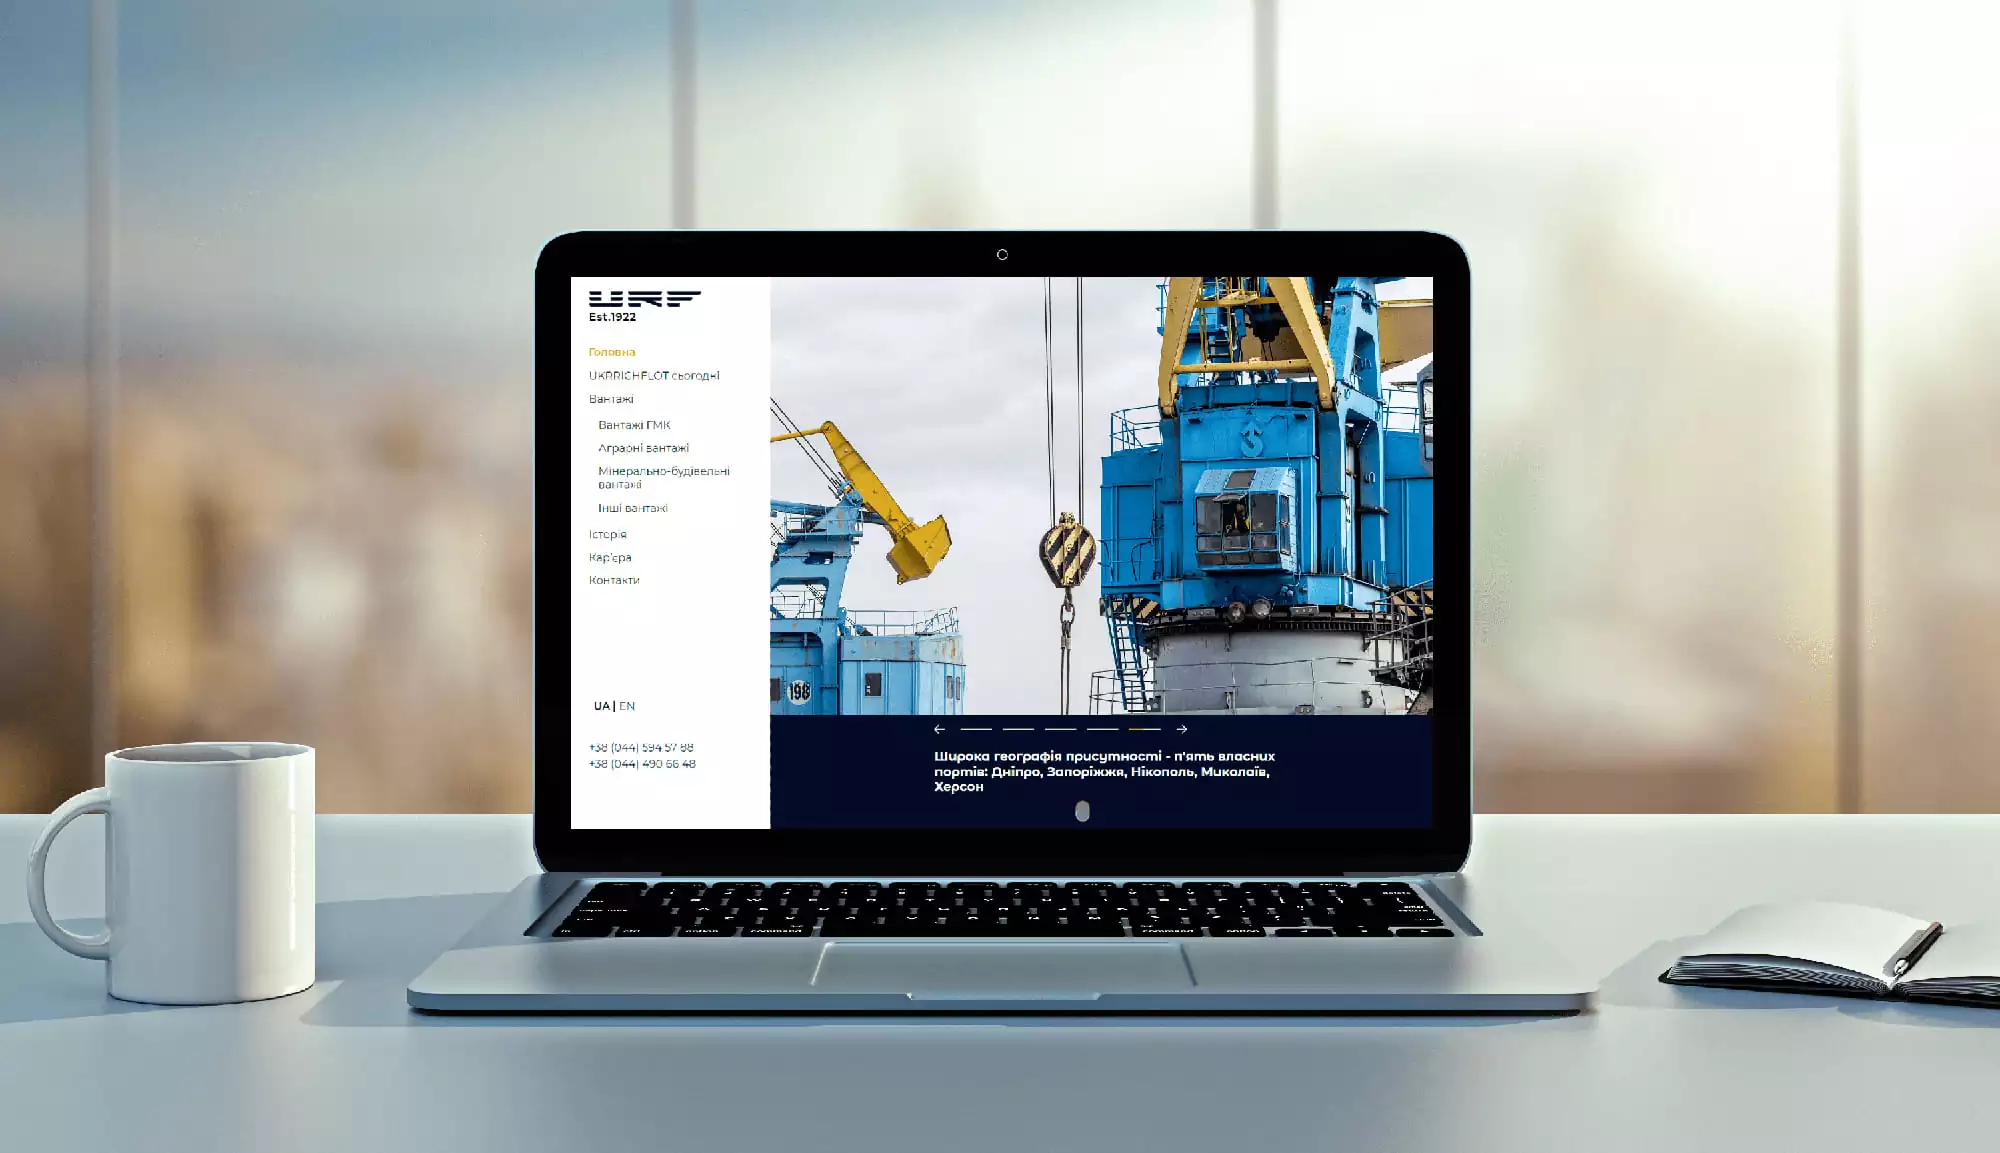 URF
Est.1922
Головна
UKRRICHFLOT сьогодні
Вантажі
Вантажі ГМК
Аграрні вантажі
Мінерально-будівельні
вантажі
Інші вантажі
Історія
Кар'єра
Контакти
UA | EN
+38 (044) 594 57 88
+38 (044) 490 66 48
198
Широка географія присутності - п'ять власних
портів: Дніпро, Запоріжжя, Нікополь, Миколаїв,
Херсон
command
command